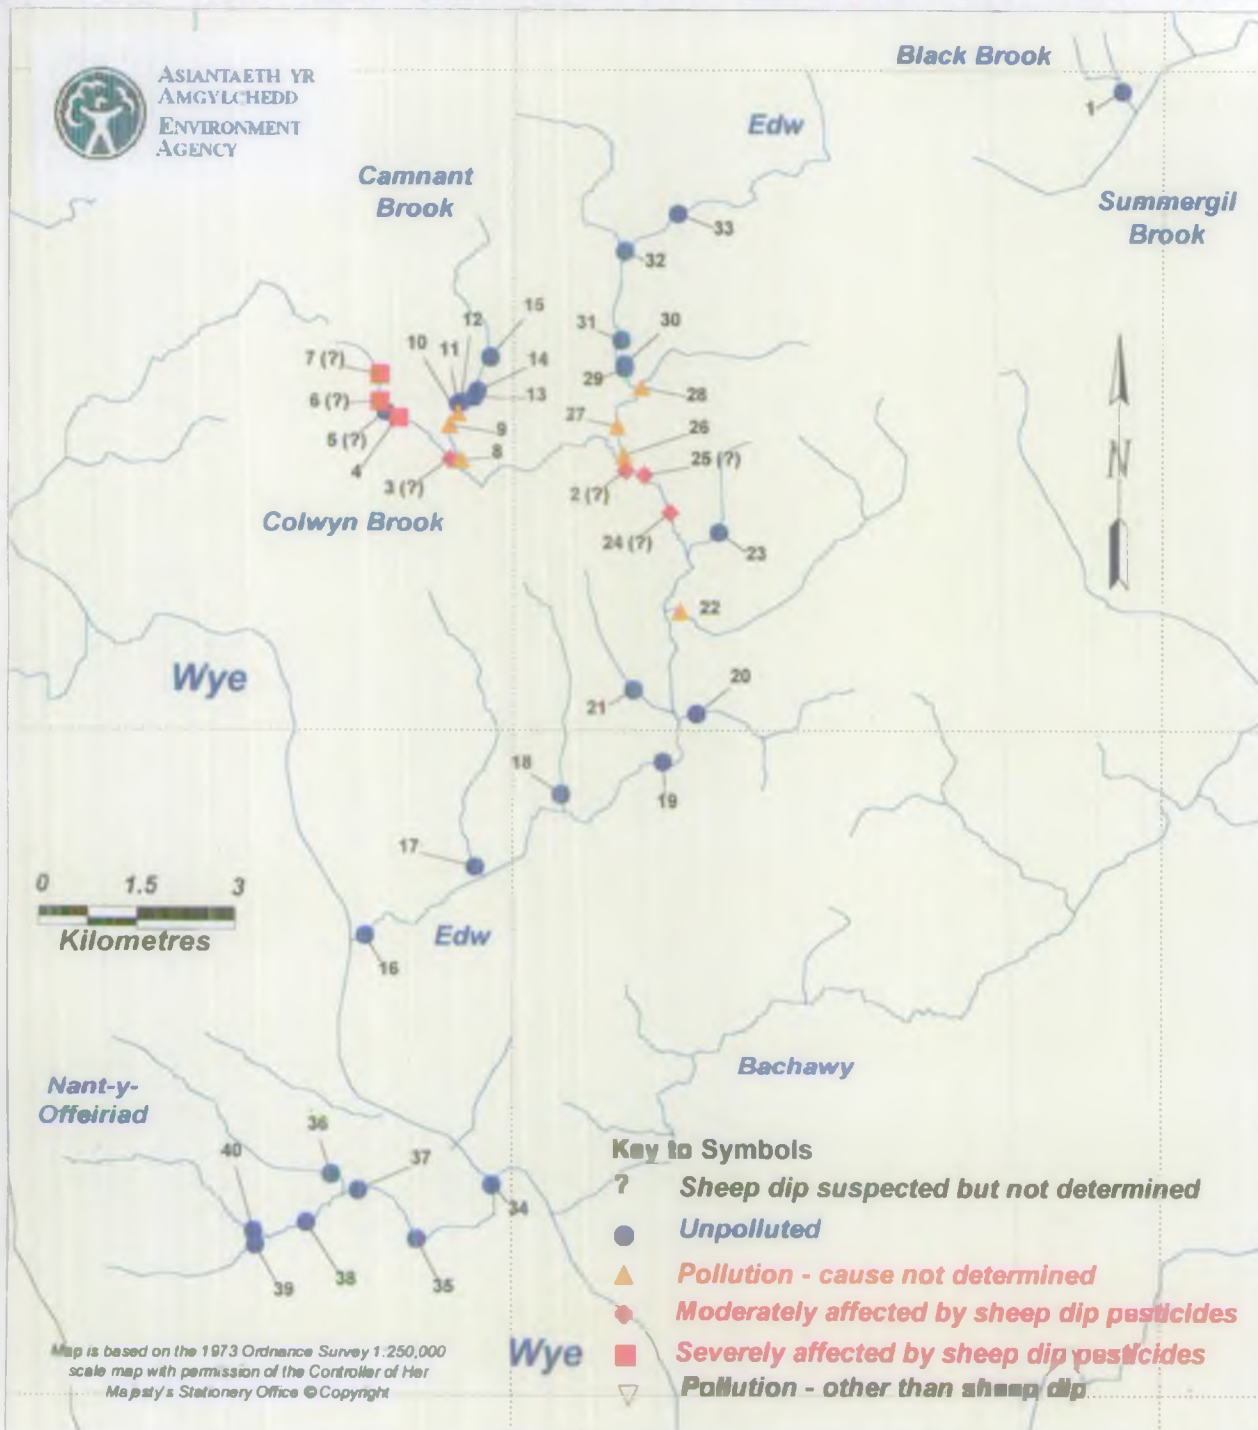 ASIANTAETH YR
AMGYLCHEDD
ENVIRONMENT
AGENCY
Black Brook
1
Edw
Camnant
Brook
Summergil
Brook
33
32
15
12
31
30
10
11
7 (?)
14
29
13
28
6 (?)
27
9
26
5 (?)
8
25 (?)
4
3 (?)
2 (?)
N
Colwyn Brook
24 (?)
23
22
Wye
20
21
18
19
17
0 1.5 3
Kilometres
Edw
16
Bachawy
Nant-y-
Offeiriad
36
40
37
34
38
35
39
Key to Symbols
? Sheep dip suspected but not determined
Unpolluted
Pollution - cause not determined
Moderately affected by sheep dip pesticides
Severely affected by sheep dip pesticides
Pollution - other than sheep dip
Wye
Map is based on the 1973 Ordnance Survey 1:250,000
scale map with permission of the Controller of Her
Majesty's Stationery Office © Copyright